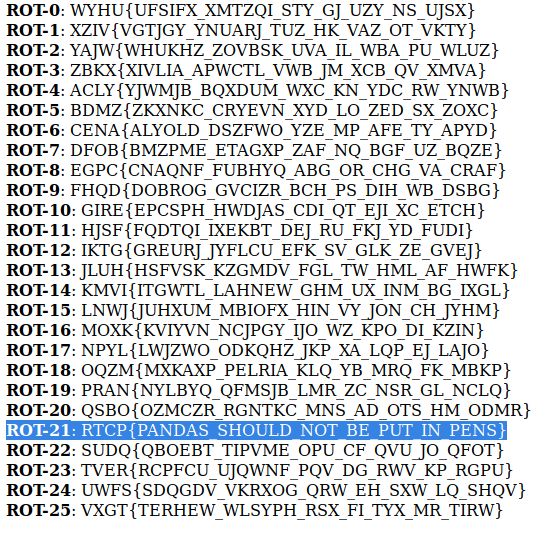 ROT-0: WYHU{UFSIFX_XMTZQI_STY_GJ_UZY_NS_UJSX}
ROT-1: XZIV{VGTJGY_YNUARJ_TUZ_HK_VAZ_OT_VKTY}
ROT-2: YAJW{WHUKHZ_ZOVBSK_UVA_IL_WBA_PU_WLUZ}
ROT-3: ZBKX{XIVLIA_APWCTL_VWB_JM_XCB_QV_XMVA}
ROT-4: ACLY{YJWMJB_BQXDUM_WXC_KN_YDC_RW_YNWB}
ROT-5: BDMZ{ZKXNKC_CRYEVN_XYD_LO_ZED_SX_ZOXC}
ROT-6: CENA{ALYOLD_DSZFWO_YZE_MP_AFE_TY_APYD}
ROT-7: DFOB{BMZPME_ETAGXP_ZAF_NQ_BGF_UZ_BQZE}
ROT-8: EGPC{CNAQNF_FUBHYQ_ABG_OR_CHG_VA_CRAF}
ROT-9: FHQD{DOBROG_GVCIZR_BCH_PS_DIH_WB_DSBG}
ROT-10: GIRE{EPCSPH_HWDJAS_CDI_QT_EJI_XC_ETCH}
ROT-11: HJSF{FQDTQI_IXEKBT_DEJ_RU_FKJ_YD_FUDI}
ROT-12: IKTG{GREURJ_JYFLCU_EFK_SV_GLK_ZE_GVEJ}
ROT-13: JLUH{HSFVSK_KZGMDV_FGL_TW_HML_AF_HWFK}
ROT-14: KMVI{ITGWTL_LAHNEW_GHM_UX_INM_BG_IXGL}
ROT-15: LNWJ{JUHXUM_MBIOFX_HIN_VY_JON_CH_JYHM}
ROT-16: MOXK{KVIYVN_NCJPGY_IJO_WZ_KPO_DI_KZIN}
ROT-17: NPYL{LWJZWO_ODKQHZ_JKP_XA_LQP_EJ_LAJO}
ROT-18: OQZM{MXKAXP_PELRIA_KLQ_YB_MRQ_FK_MBKP}
ROT-19: PRAN{NYLBYQ_QFMSJB_LMR_ZC_NSR_GL_NCLQ}
ROT-20: QSBO{OZMCZR_RGNTKC_MNS_AD_OTS_HM_ODMR}
ROT-21: RTCP{PANDAS_SHOULD_NOT_BE_PUT_IN_PENS}
ROT-22: SUDQ{QBOEBT_TIPVME_OPU_CF_QVU_JO_QFOT}
ROT-23: TVER{RCPFCU_UJQWNF_PQV_DG_RWV_KP_RGPU}
ROT-24: UWFS{SDQGDV_VKRXOG_QRW_EH_SXW_LQ_SHQV}
ROT-25: VXGT{TERHEW_WLSYPH_RSX_FI_TYX_MR_TIRW}